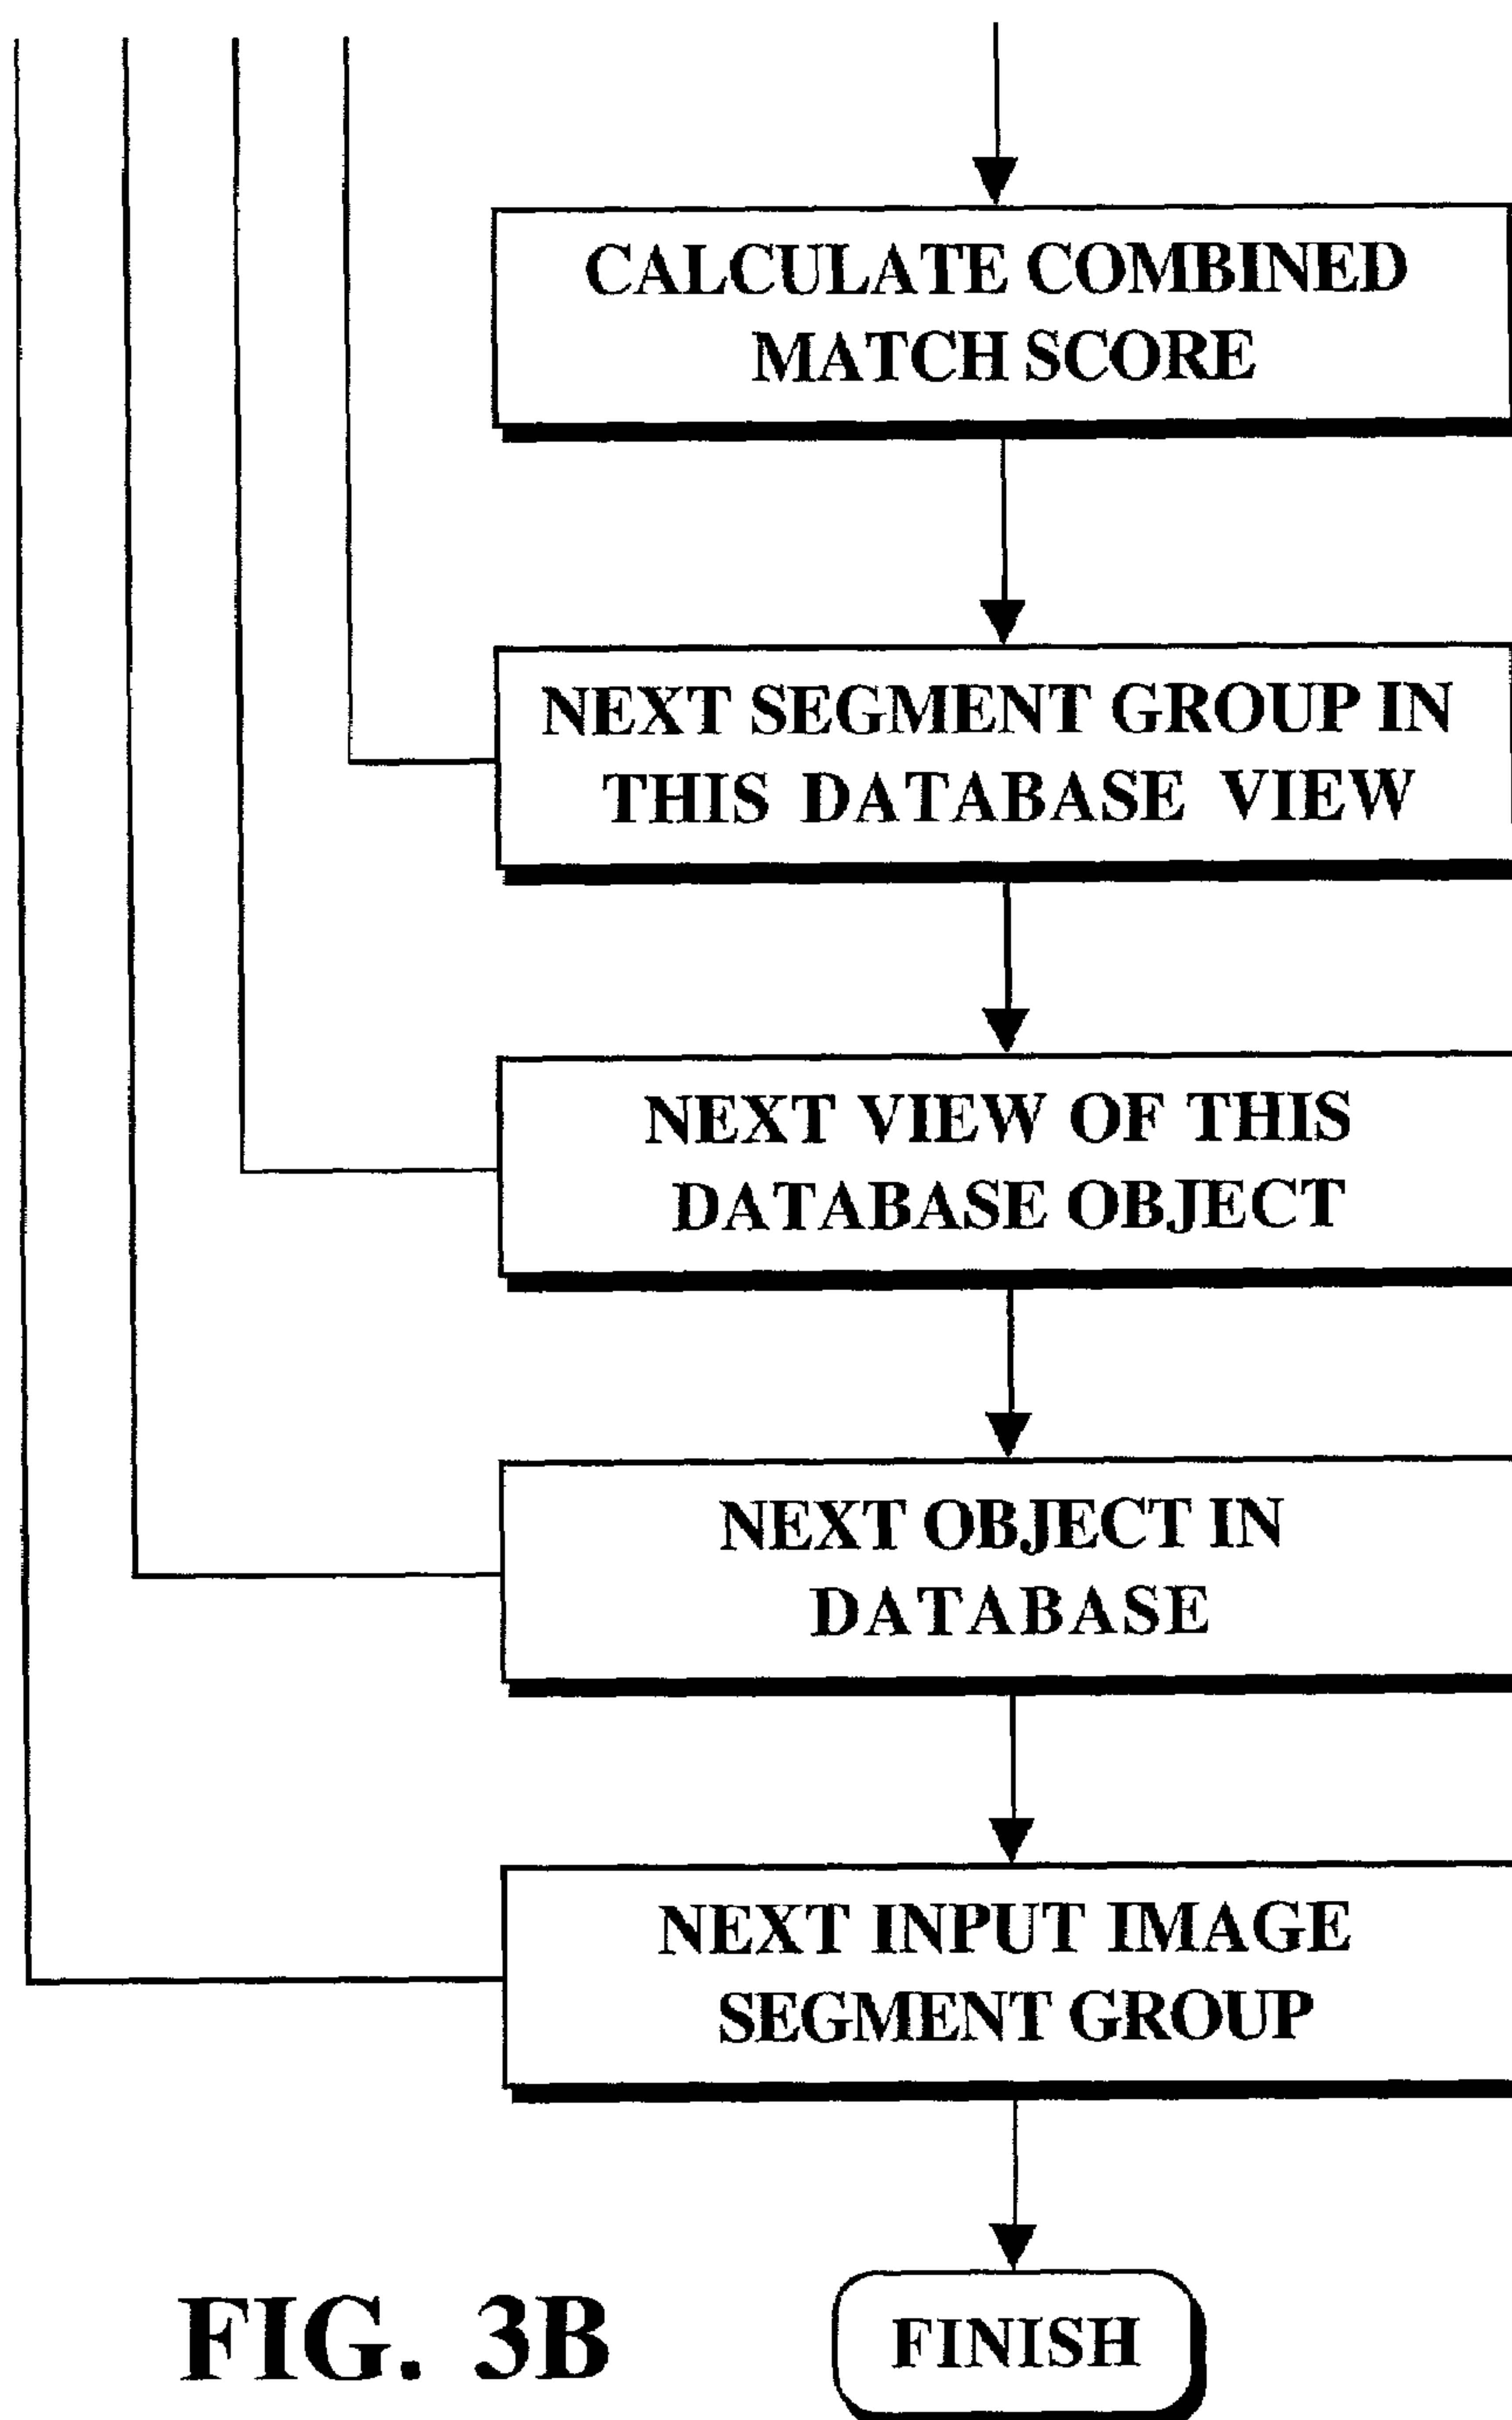 CALCULATE COMBINED
MATCH SCORE
NEXT SEGMENT GROUP IN
THIS DATABASE VIEW
NEXT VIEW OF THIS
DATABASE OBJECT
NEXT OBJECT IN
DATABASE
NEXT INPUT IMAGE
SEGMENT GROUP
FINISH
FIG. 3B